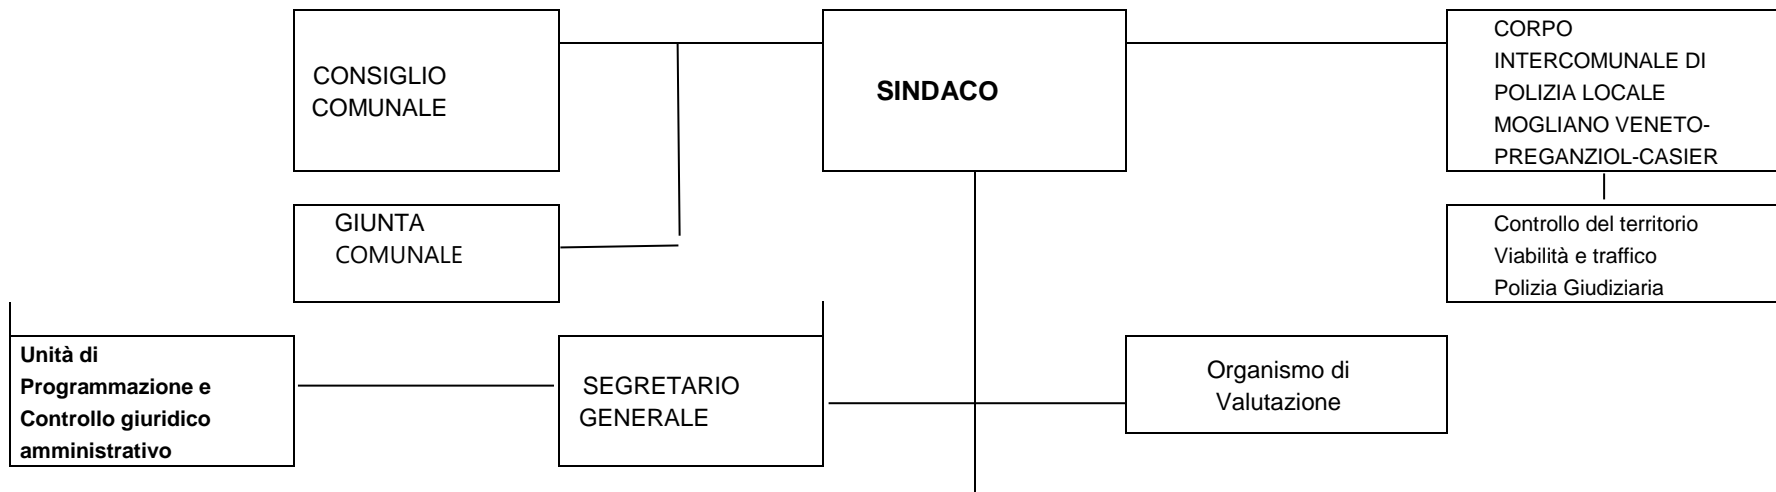 CONSIGLIO
COMUNALE
SINDACO
CORPO
INTERCOMUNALE DI
POLIZIA LOCALE
MOGLIANO VENETO-
PREGANZIOL-CASIER
GIUNTA
COMUNALE
Controllo del territorio
Viabilità e traffico
Polizia Giudiziaria
Unità di
Programmazione e
Controllo giuridico
amministrativo
SEGRETARIO
GENERALE
Organismo di
Valutazione